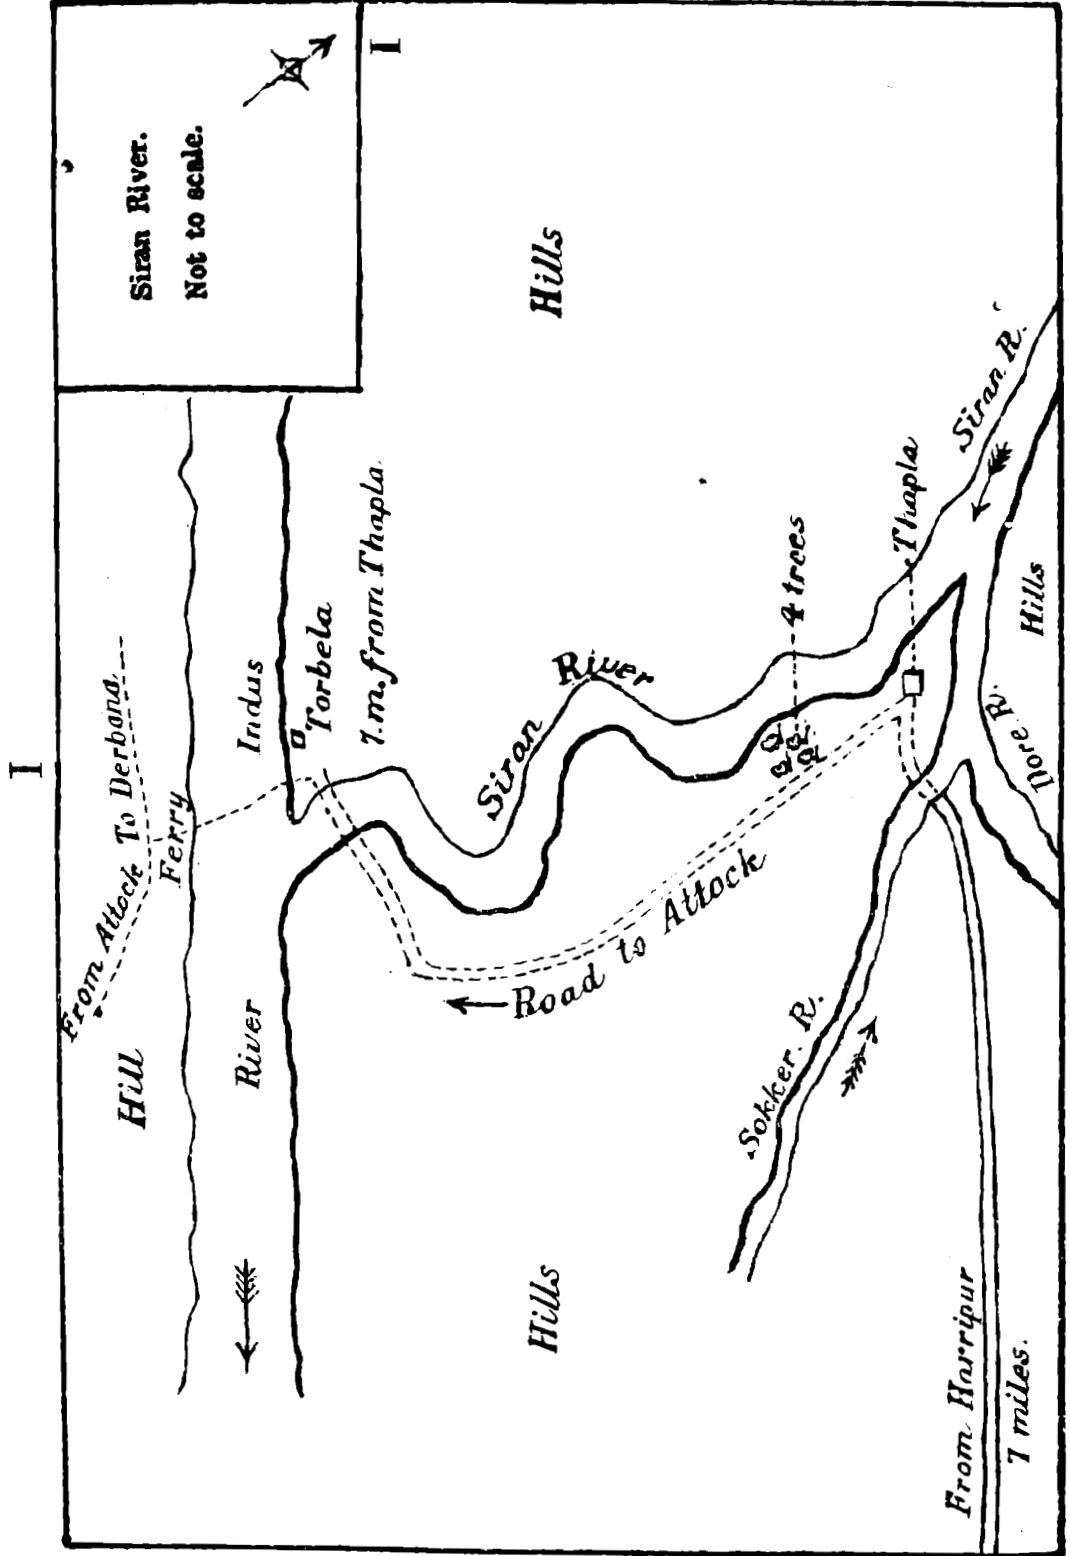 I
I
Siran River.
Not to scale.
Hills
Siran R.
Thapla
4 trees
Hills
Dore R.
Siran River
7. m. from Thapla.
Torbela
Indus
River
Ferry
To Derband
From Attock
Hill
Road to Attock
Sokker. R.
Hills
From Harripur
7 miles.